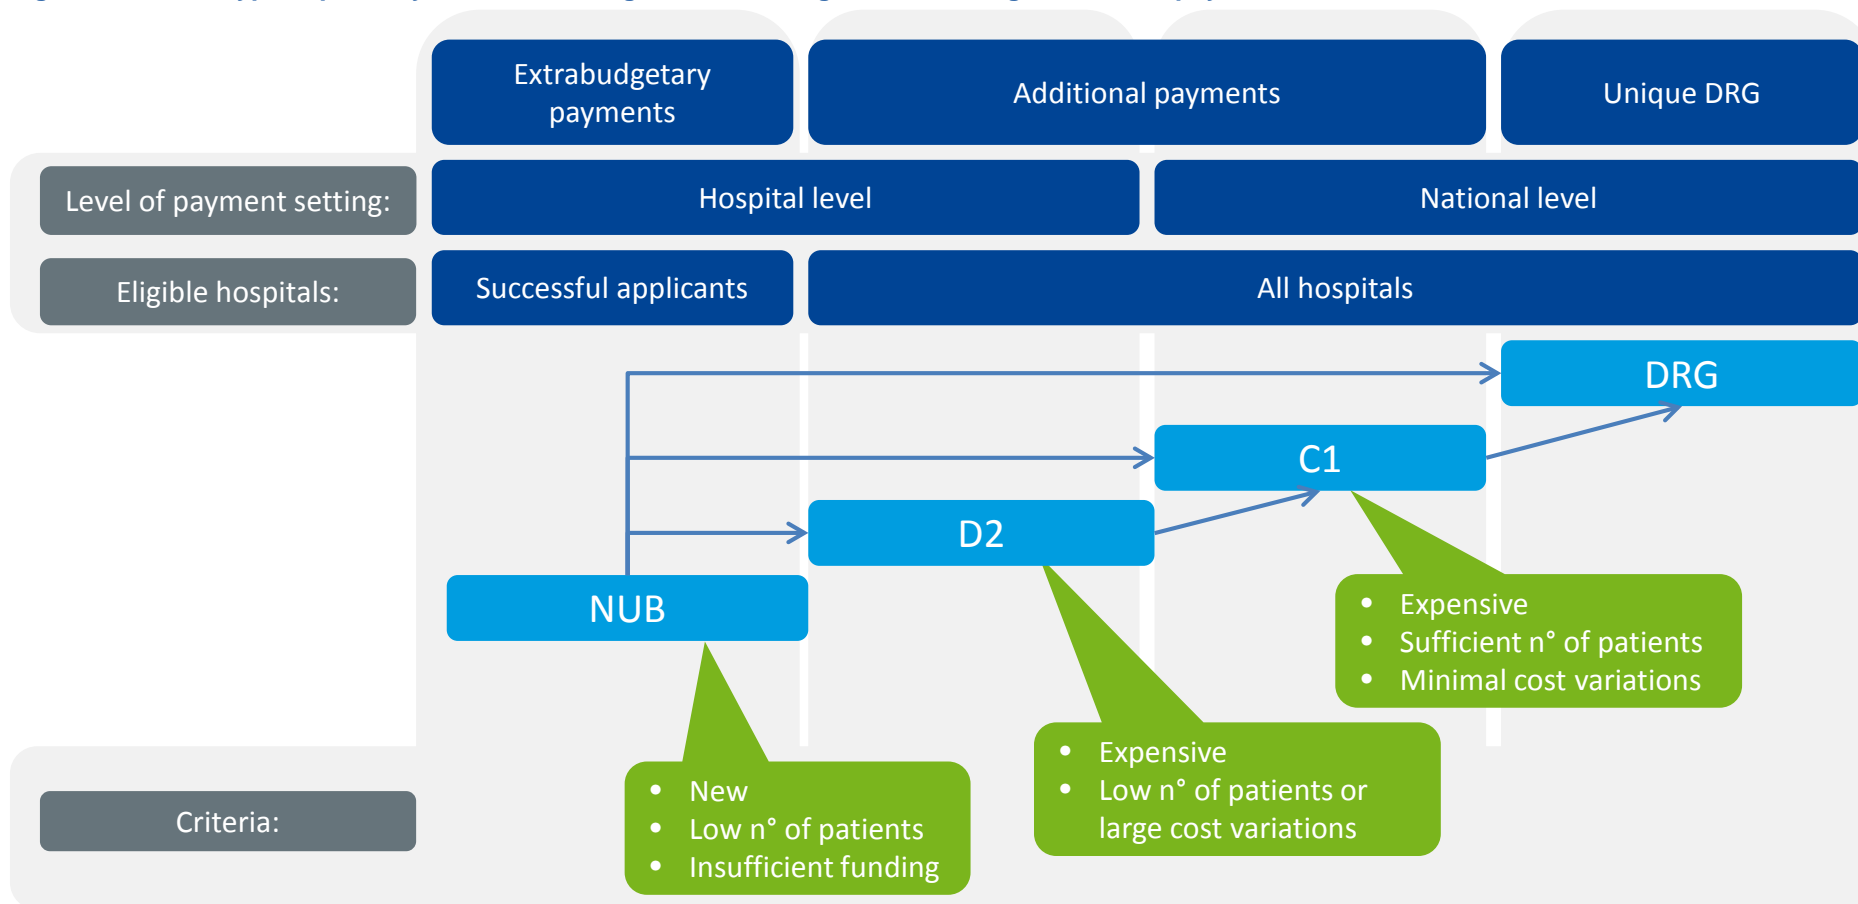 Extrabudgetary
payments
Additional payments
Unique DRG
Level of payment setting:
Hospital level
National level
Eligible hospitals:
Successful applicants
All hospitals
DRG
C1
D2
NUB
• Expensive
• Sufficient n° of patients
• Minimal cost variations
• Expensive
• Low n° of patients or
large cost variations
• New
• Low n° of patients
• Insufficient funding
Criteria: